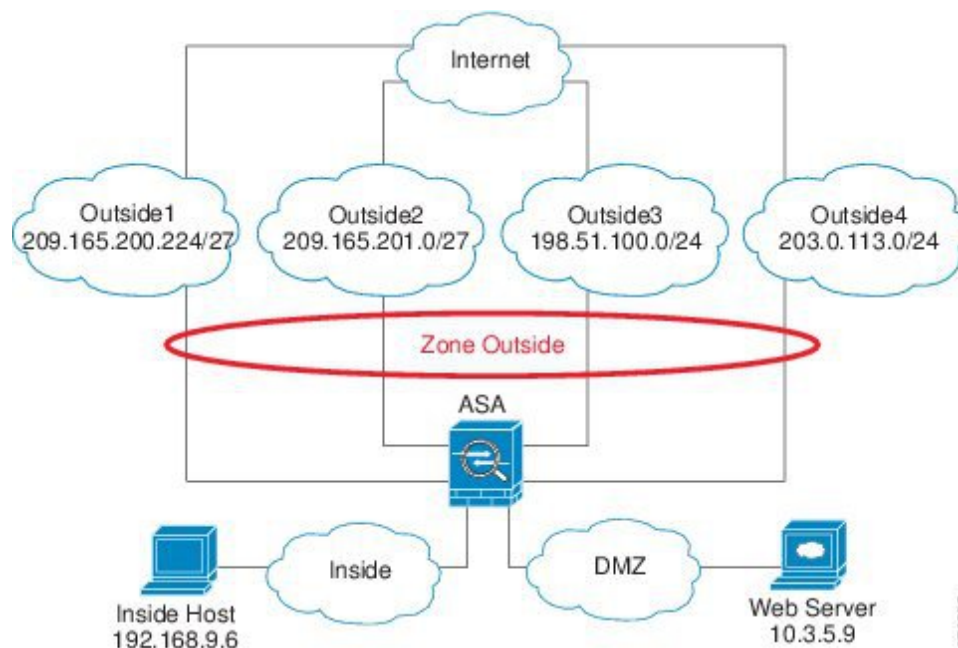 Internet
Outside1
209.165.200.224/27
Outside2
209.165.201.0/27
Outside3
198.51.100.0/24
Outside4
203.0.113.0/24
Zone Outside
ASA
Inside
DMZ
Inside Host
192.168.9.6
Web Server
10.3.5.9